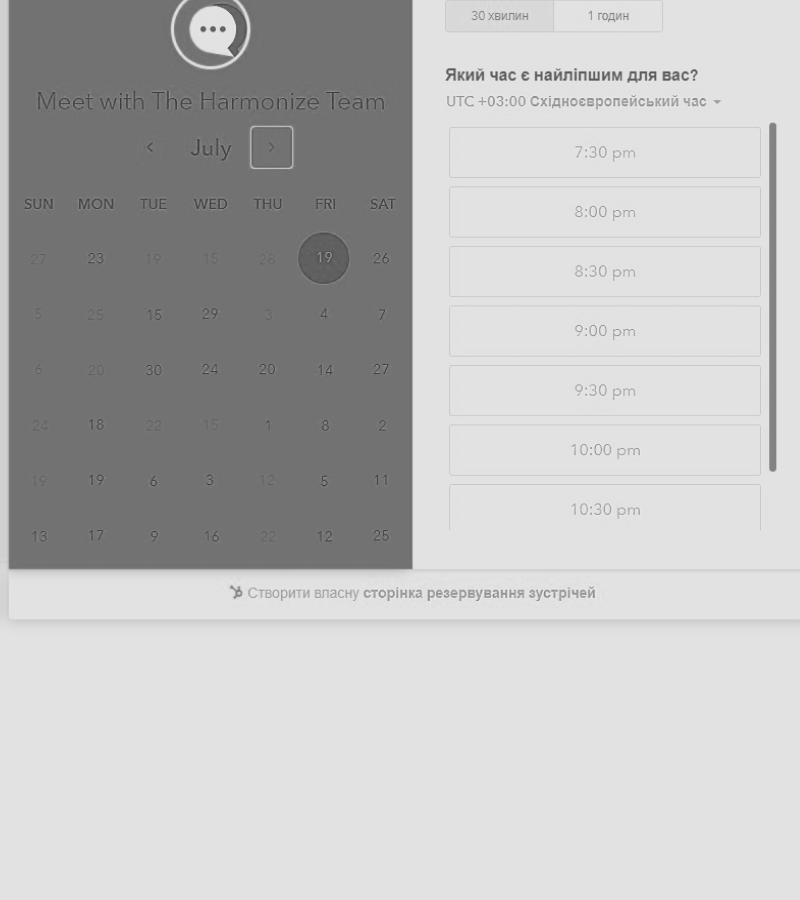 Meet with The Harmonize Team
July
SUN MON TUE WED THU FRI SAT
27 23 19 15 28 19 26
5 25 15 29 3 4 7
6 20 30 24 20 14 27
24 18 22 15 1 8 2
19 19 6 3 12 5 11
13 17 9 16 22 12 25
30 хвилин 1 годин
Який час є найліпшим для вас?
UTC +03:00 Східноєвропейський час
7:30 pm
8:00 pm
8:30 pm
9:00 pm
9:30 pm
10:00 pm
10:30 pm
Створити власну сторінка резервування зустрічей